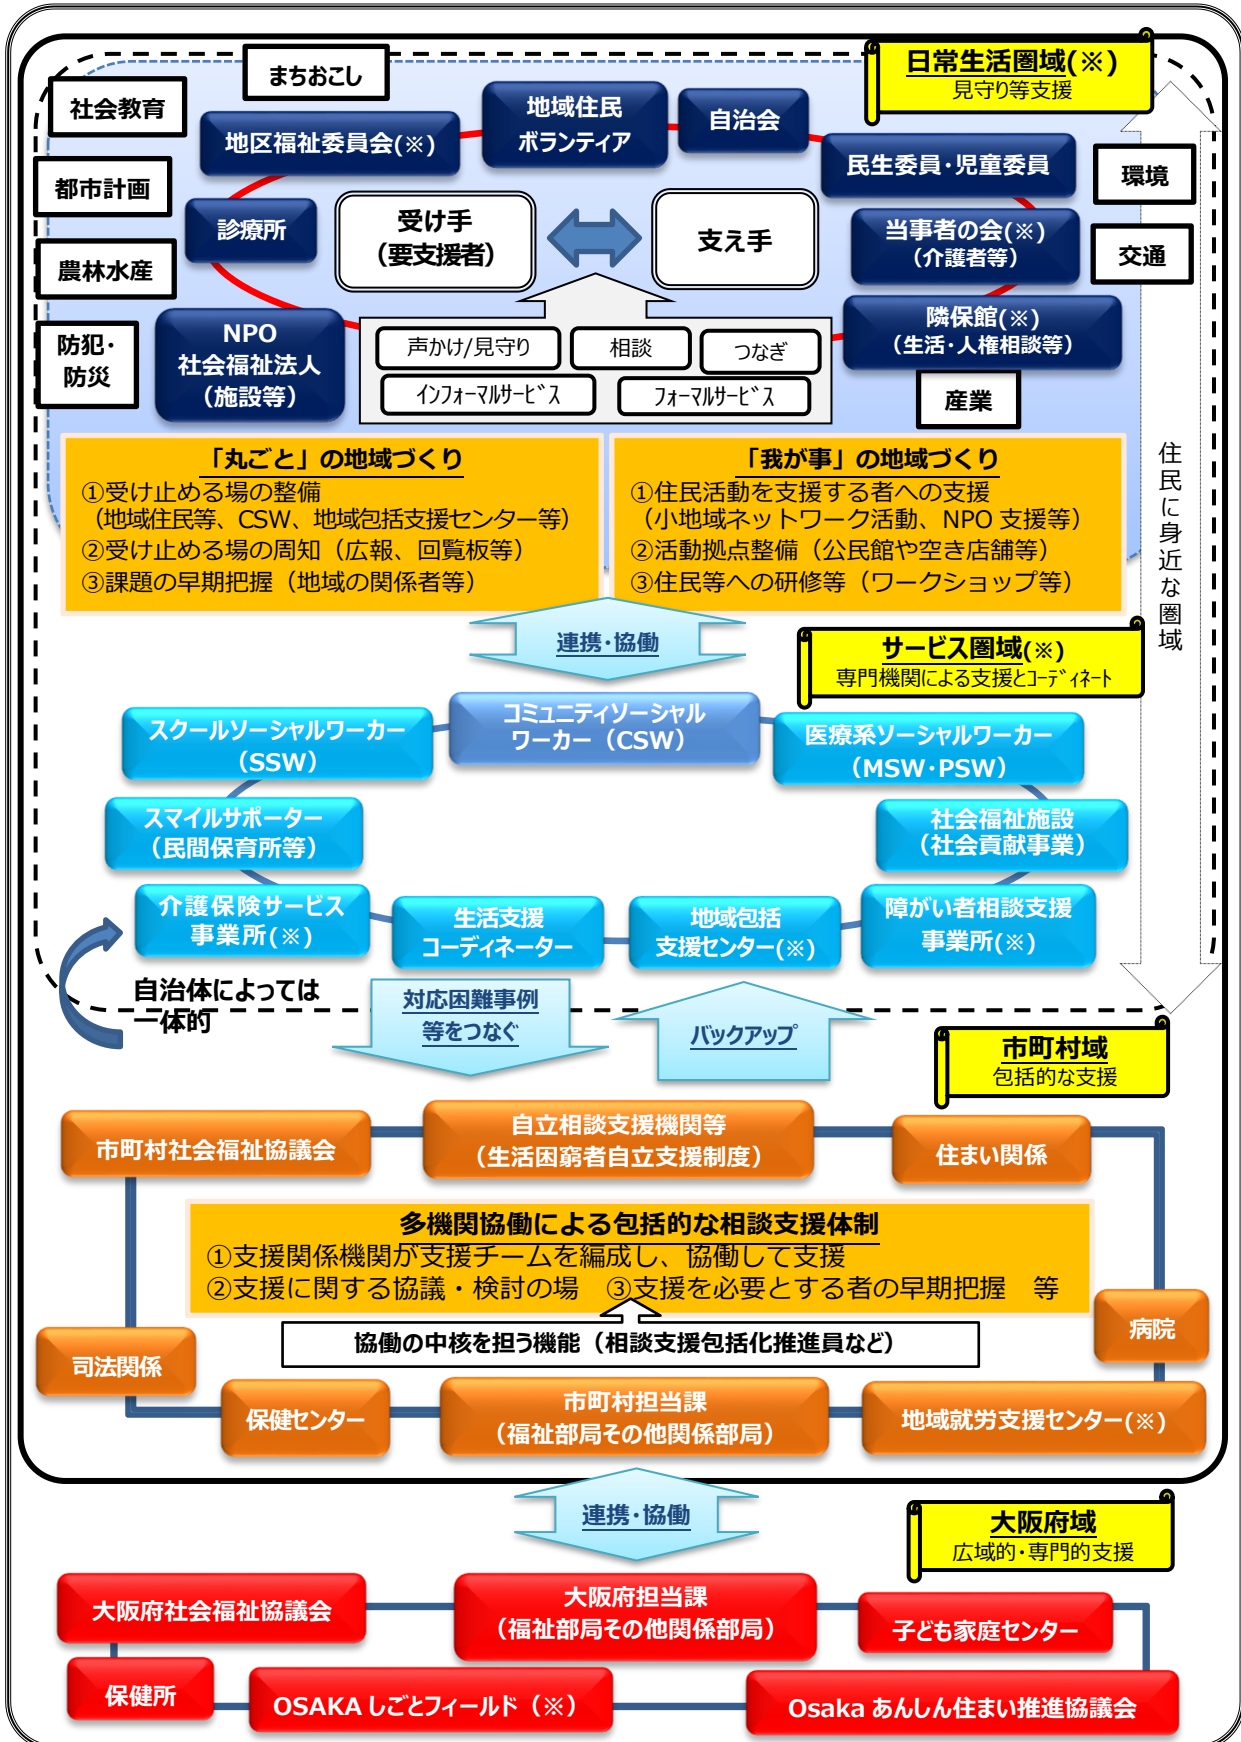 日常生活圏域(※)
見守り等支援
まちおこし
社会教育
地域住民
ボランティア
自治会
地区福祉委員会(※)
民生委員・児童委員
環境
都市計画
診療所
受け手
(要支援者)
支え手
当事者の会(※)
(介護者等)
交通
農林水産
防犯・
防災
NPO
社会福祉法人
(施設等)
声かけ/見守り
相談
つなぎ
インフォーマルサービス
フォーマルサービス
隣保館(※)
(生活・人権相談等)
産業
「丸ごと」の地域づくり
①受け止める場の整備
(地域住民等、CSW、地域包括支援センター等)
②受け止める場の周知(広報、回覧板等)
③課題の早期把握(地域の関係者等)
「我が事」の地域づくり
①住民活動を支援する者への支援
(小地域ネットワーク活動、NPO 支援等)
②活動拠点整備(公民館や空き店舗等)
③住民等への研修等(ワークショップ等)
住民に身近な圏域
連携・協働
サービス圏域(※)
専門機関による支援とコーディネート
スクールソーシャルワーカー
(SSW)
コミュニティソーシャル
ワーカー(CSW)
医療系ソーシャルワーカー
(MSW・PSW)
スマイルサポーター
(民間保育所等)
社会福祉施設
(社会貢献事業)
介護保険サービス
事業所(※)
生活支援
コーディネーター
地域包括
支援センター(※)
障がい者相談支援
事業所(※)
自治体によっては
一体的
対応困難事例
等をつなぐ
バックアップ
市町村域
包括的な支援
市町村社会福祉協議会
自立相談支援機関等
(生活困窮者自立支援制度)
住まい関係
多機関協働による包括的な相談支援体制
①支援関係機関が支援チームを編成し、協働して支援
②支援に関する協議・検討の場 ③支援を必要とする者の早期把握 等
協働の中核を担う機能(相談支援包括化推進員など)
病院
司法関係
保健センター
市町村担当課
(福祉部局その他関係部局)
地域就労支援センター(※)
連携・協働
大阪府域
広域的・専門的支援
大阪府社会福祉協議会
大阪府担当課
(福祉部局その他関係部局)
子ども家庭センター
保健所
OSAKA しごとフィールド(※)
Osaka あんしん住まい推進協議会